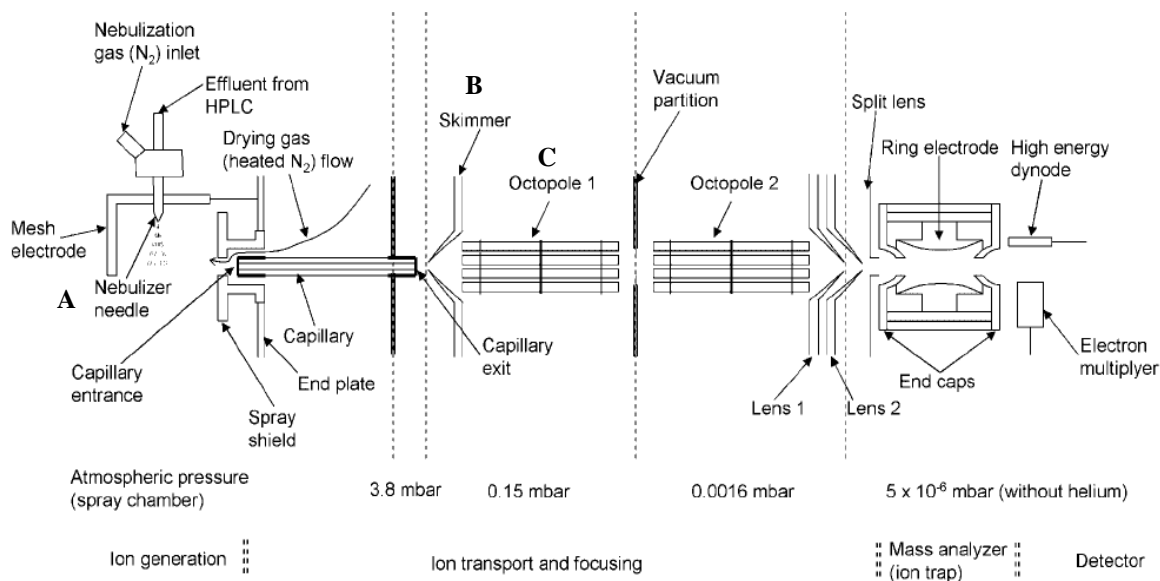 Nebulization
gas (N2) inlet
Effluent from
HPLC
Drying gas
(heated N2) flow
B
Skimmer
C
Octopole 1
Vacuum
partition
Octopole 2
Split lens
Ring electrode
High energy
dynode
Mesh
electrode
A
Nebulizer
needle
Capillary
entrance
Capillary
End plate
Spray
shield
Capillary
exit
Lens 1
Lens 2
End caps
Electron
multiplyer
Atmospheric pressure
(spray chamber)
3.8 mbar
0.15 mbar
0.0016 mbar
5 x 10-6 mbar (without helium)
Ion generation
Ion transport and focusing
Mass analyzer
(ion trap)
Detector